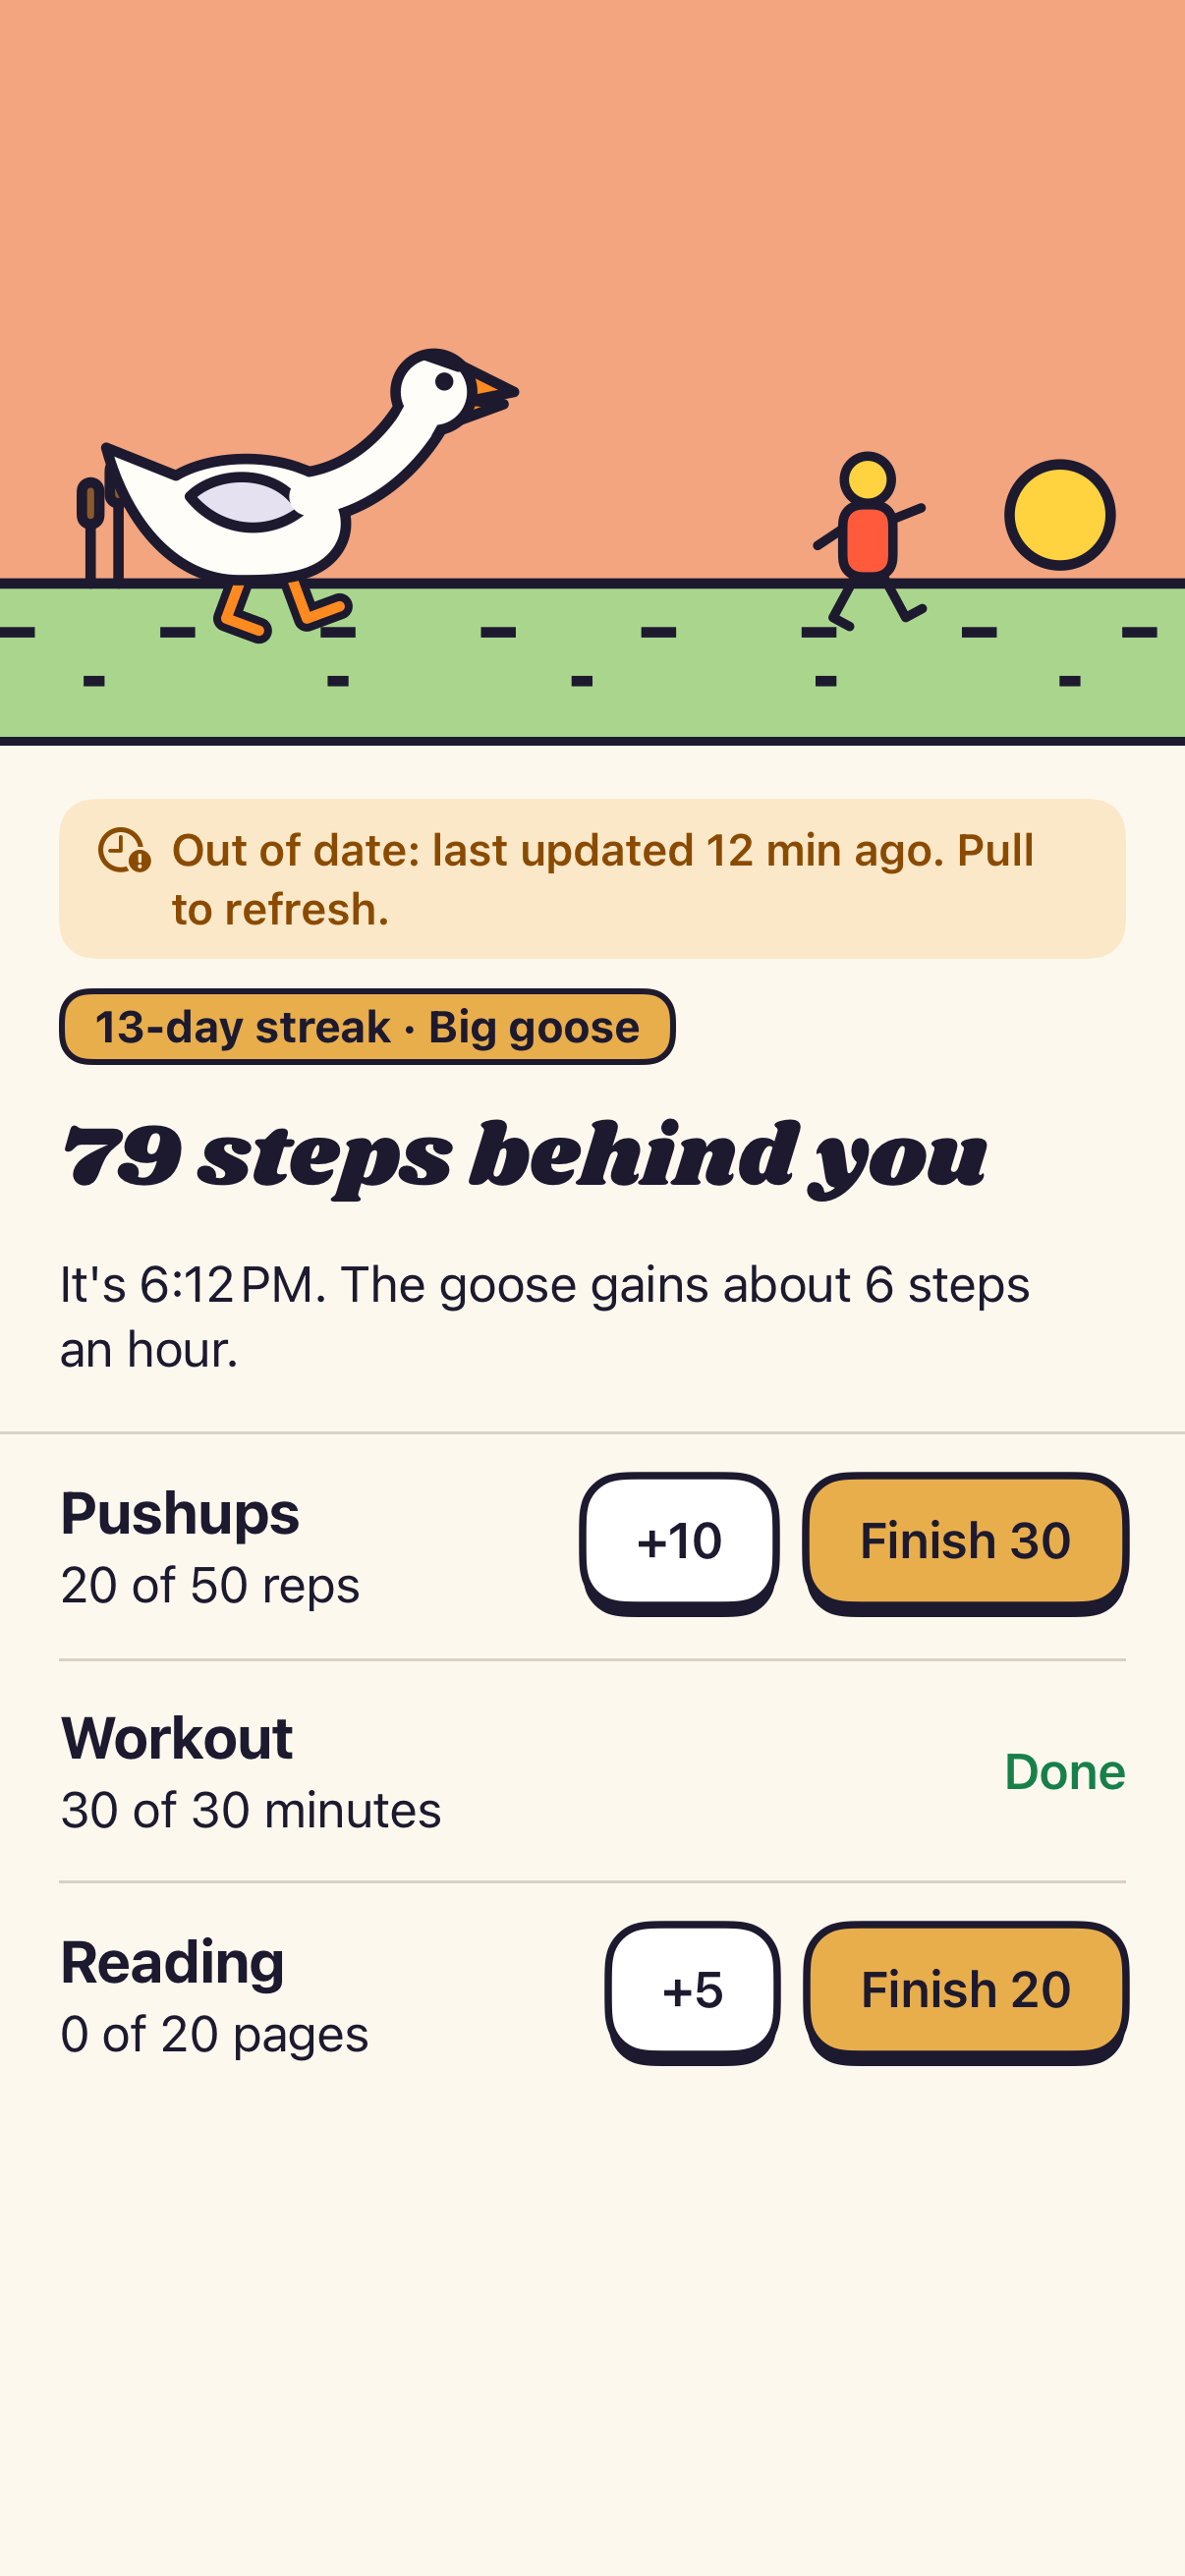 Out of date: last updated 12 min ago. Pull
to refresh.
13-day streak · Big goose
79 steps behind you
It's 6:12 PM. The goose gains about 6 steps
an hour.
Pushups
20 of 50 reps
+10
Finish 30
Workout
30 of 30 minutes
Done
Reading
0 of 20 pages
+5
Finish 20